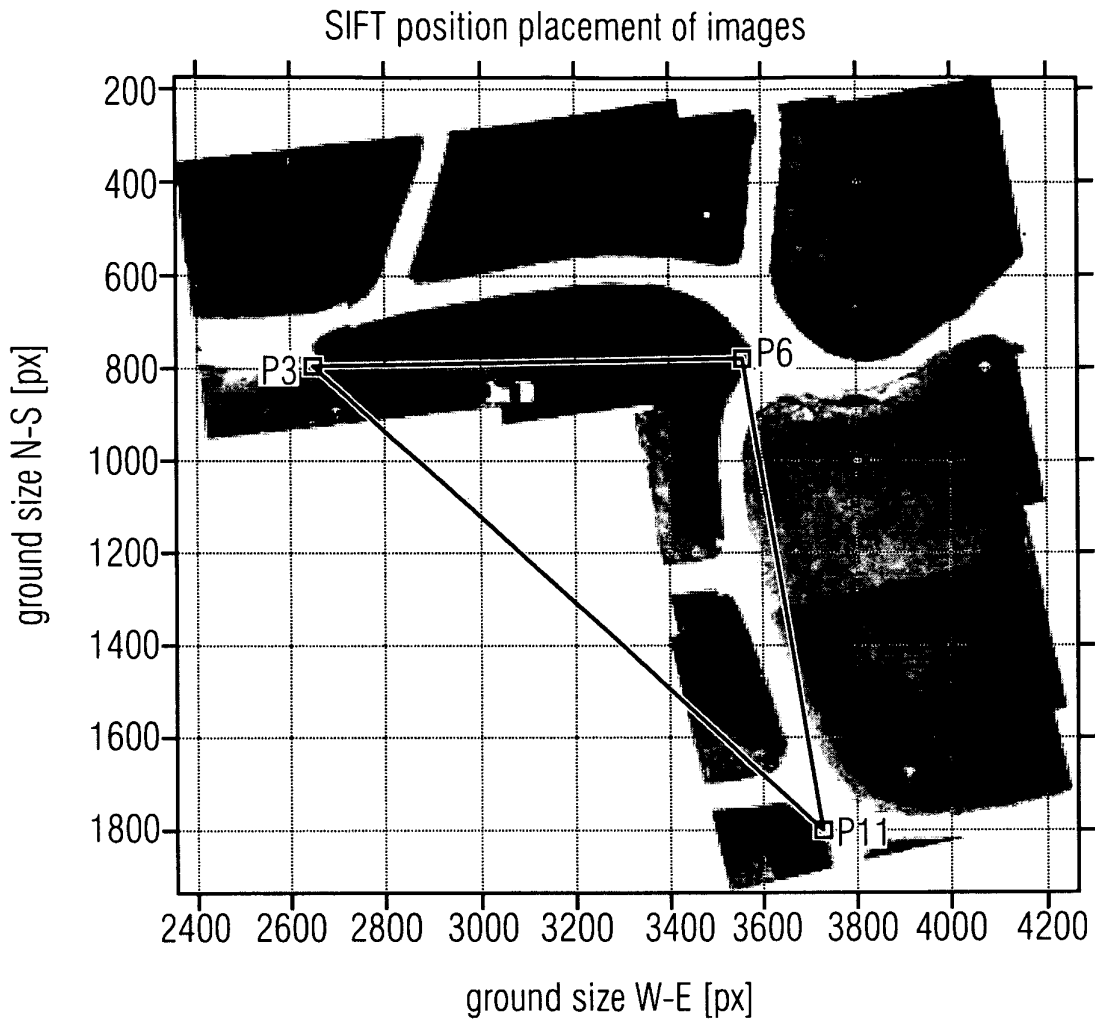 SIFT position placement of images
200
400
600
800
1000
1200
1400
1600
1800
ground size N-S [px]
P3
P6
P11
2400 2600 2800 3000 3200 3400 3600 3800 4000 4200
ground size W-E [px]